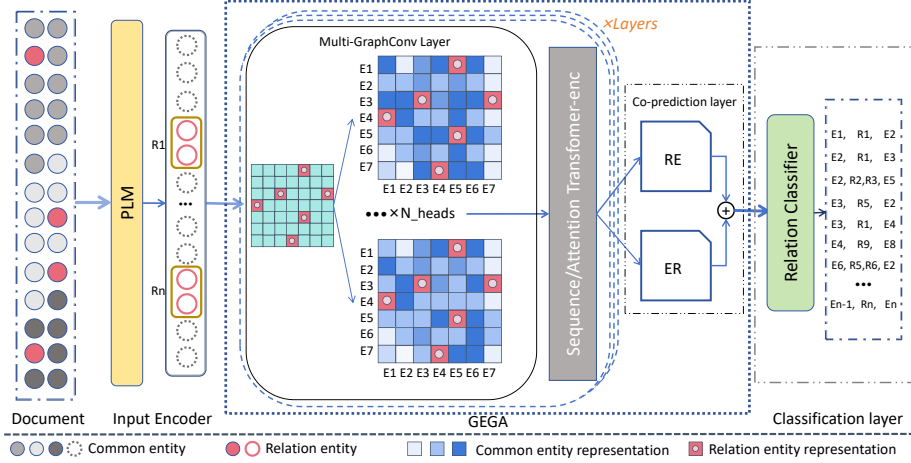 ×Layers
Multi-GraphConv Layer
E1
E2
E3
E4
E5
E6
E7
E1 E2 E3 E4 E5 E6 E7
••• ×N_heads
E1
E2
E3
E4
E5
E6
E7
E1 E2 E3 E4 E5 E6 E7
PLM
R1
•••
Rn
Sequence/Attention Transfomer-enc
Co-prediction layer
RE
+
ER
Relation Classifier
E1, R1, E2
E2, R1, E3
E2, R2,R3, E5
E3, R5, E2
E3, R1, E4
E4, R9, E8
E6, R5,R6, E2
•••
En-1, Rn, En
Document
Input Encoder
GEGA
Classification layer
Common entity
Relation entity
Common entity representation
Relation entity representation